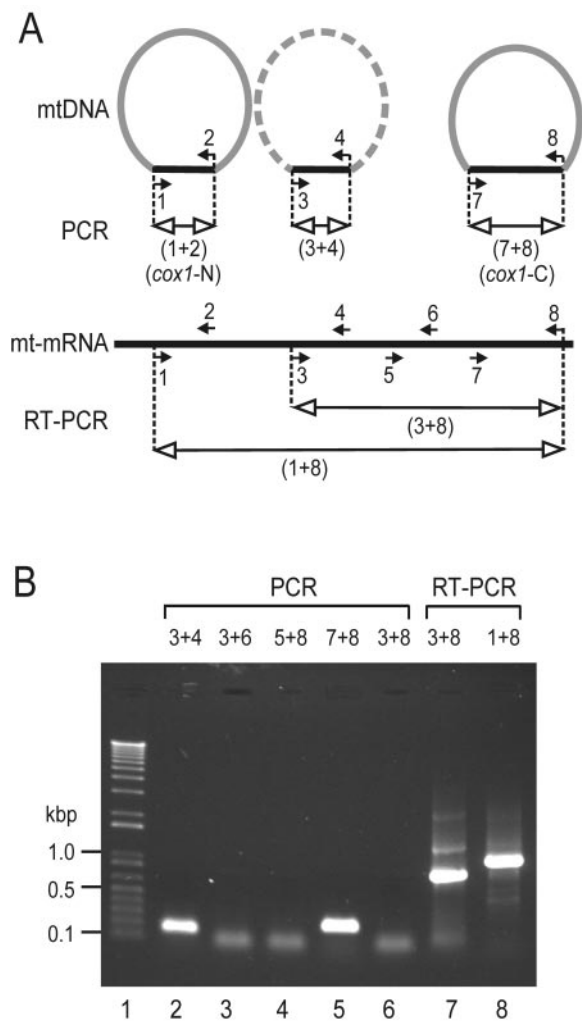 A
mtDNA
2 4 8
1 3 7
PCR
(1+2) (3+4) (7+8)
(cox1-N) (cox1-C)
2 4 6 8
mt-mRNA
1 3 5 7
RT-PCR
(3+8)
(1+8)
B
PCR RT-PCR
3+4 3+6 5+8 7+8 3+8 3+8 1+8
kbp
1.0
0.5
0.1
1 2 3 4 5 6 7 8